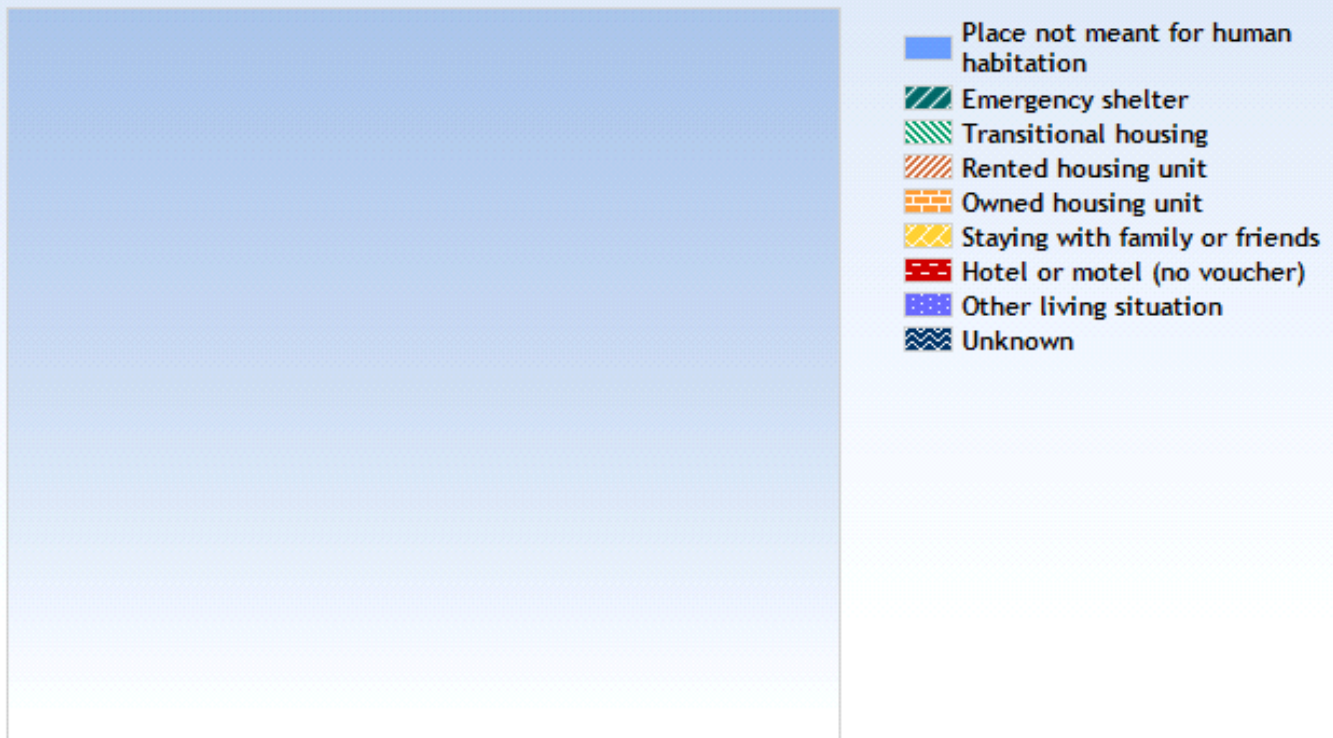 Place not meant for human
habitation
Emergency shelter
Transitional housing
Rented housing unit
Owned housing unit
Staying with family or friends
Hotel or motel (no voucher)
Other living situation
Unknown